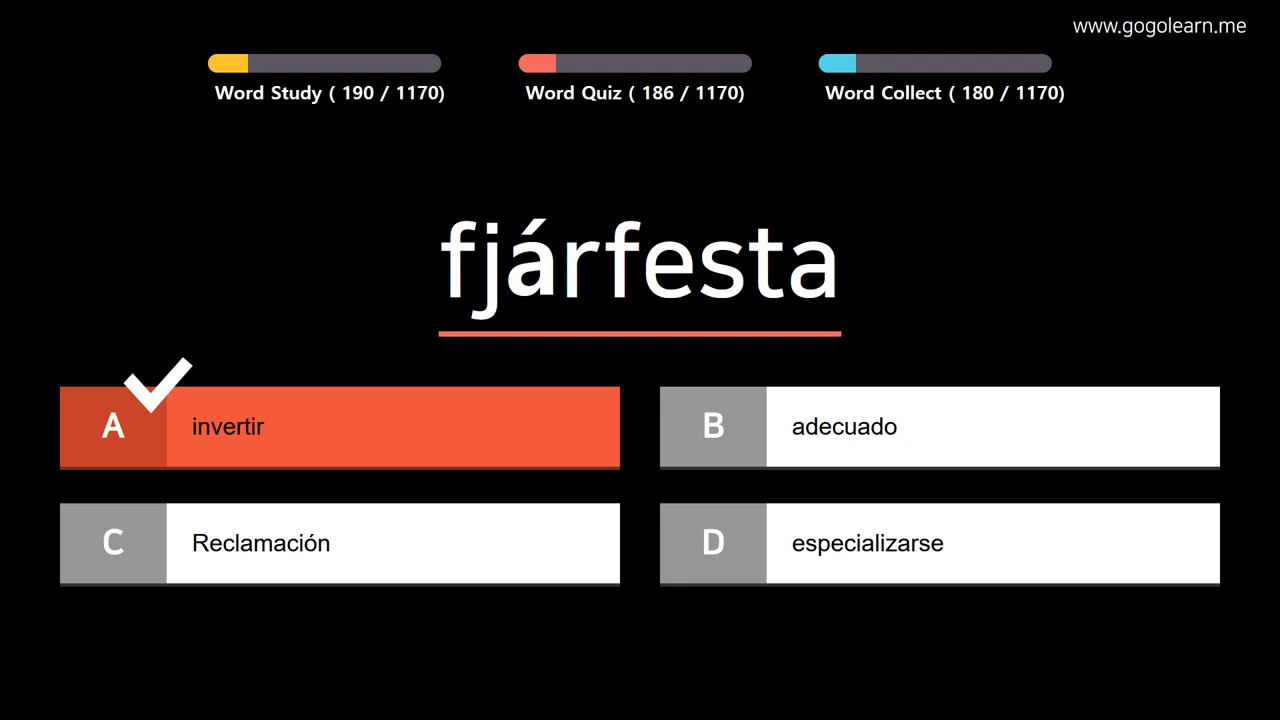 www.gogolearn.me
Word Study ( 190 / 1170)
Word Quiz ( 186 / 1170)
Word Collect ( 180 / 1170)
fjárfesta
A invertir
B adecuado
C Reclamación
D especializarse